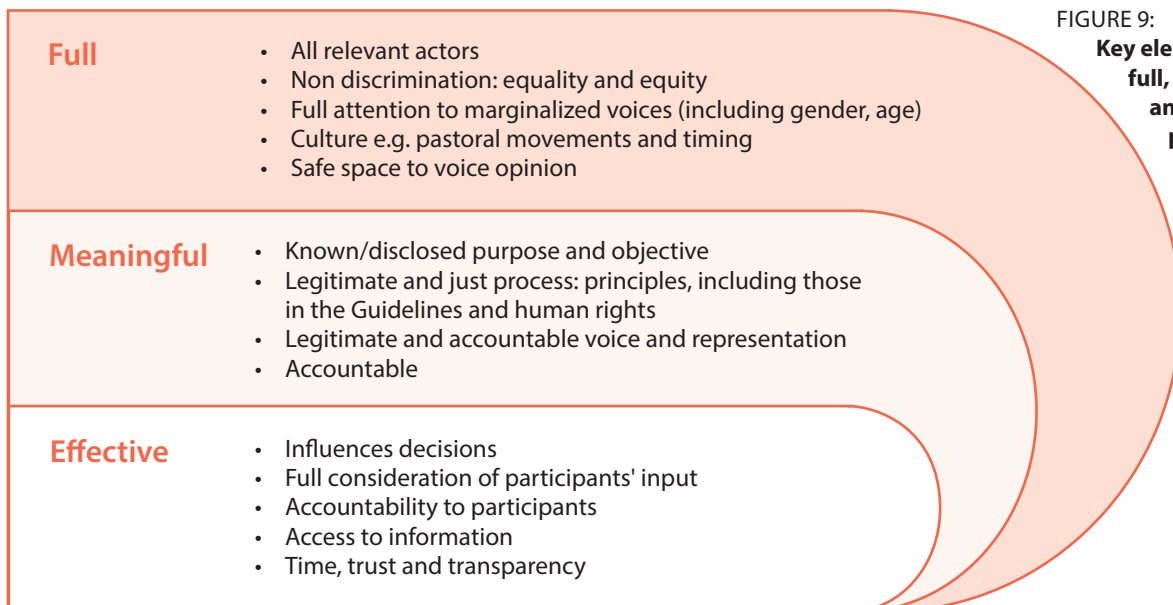 FIGURE 9:
Key
full,
Full
• All relevant actors
• Non discrimination: equality and equity
• Full attention to marginalized voices (including gender, age)
• Culture e.g. pastoral movements and timing
• Safe space to voice opinion
Meaningful
• Known/disclosed purpose and objective
• Legitimate and just process: principles, including those
in the Guidelines and human rights
• Legitimate and accountable voice and representation
• Accountable
Effective
• Influences decisions
• Full consideration of participants' input
• Accountability to participants
• Access to information
• Time, trust and transparency